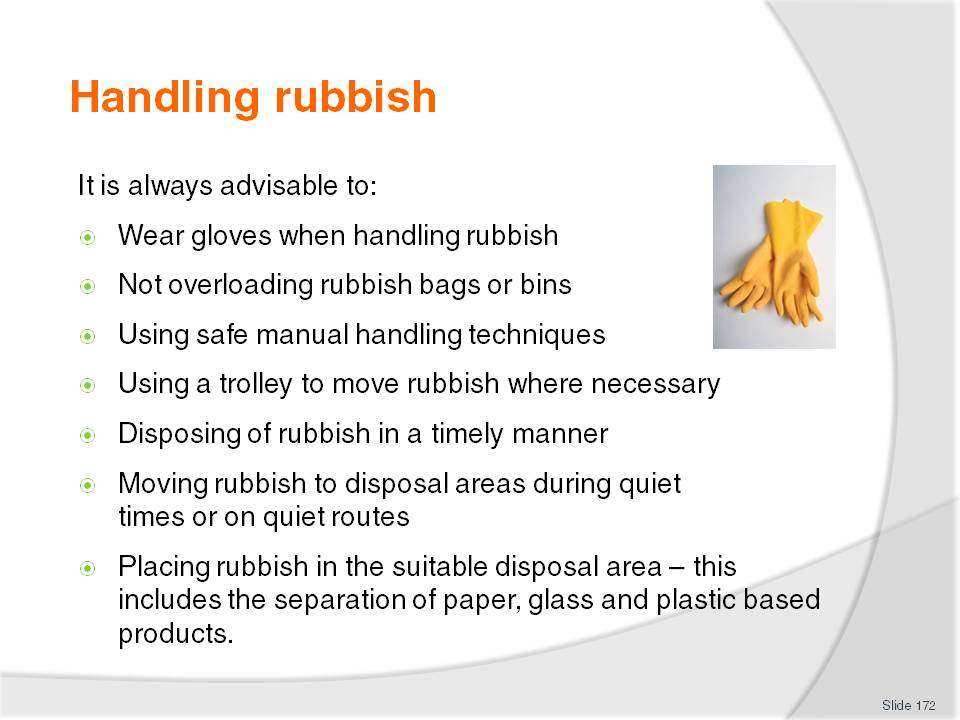 Handling rubbish
It is always advisable to:
Wear gloves when handling rubbish
Not overloading rubbish bags or bins
Using safe manual handling techniques
Using a trolley to move rubbish where necessary
Disposing of rubbish in a timely manner
Moving rubbish to disposal areas during quiet
times or on quiet routes
Placing rubbish in the suitable disposal area – this
includes the separation of paper, glass and plastic based
products.
Slide 172